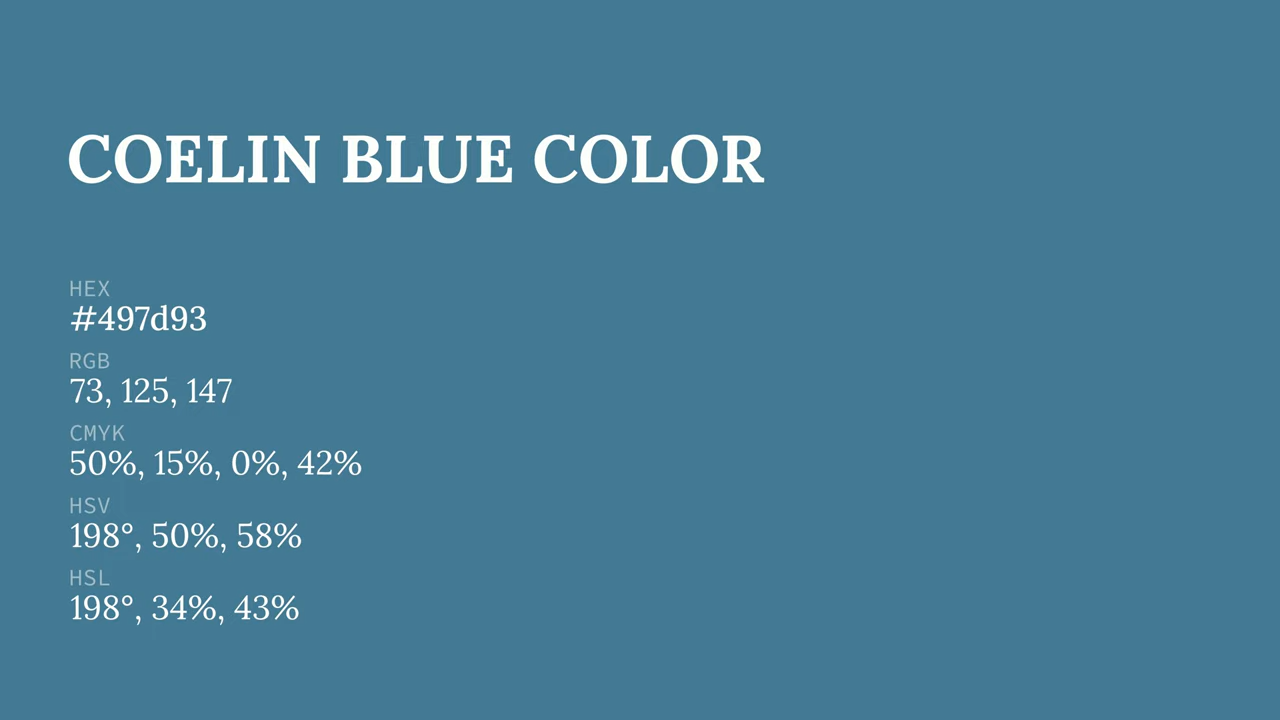 COELIN BLUE COLOR
HEX
#497d93
RGB
73, 125, 147
CMYK
50%, 15%, 0%, 42%
HSV
198°, 50%, 58%
HSL
198°, 34%, 43%